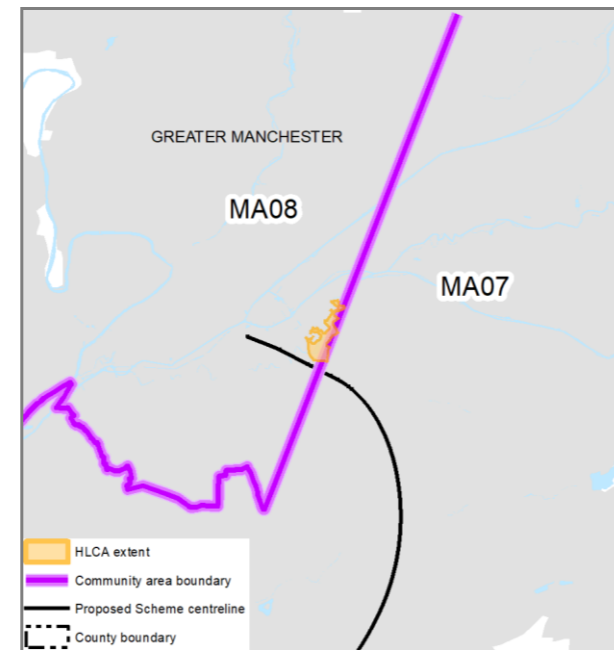 GREATER MANCHESTER
MA08
MA07
HLCA extent
Community area boundary
Proposed Scheme centreline
County boundary